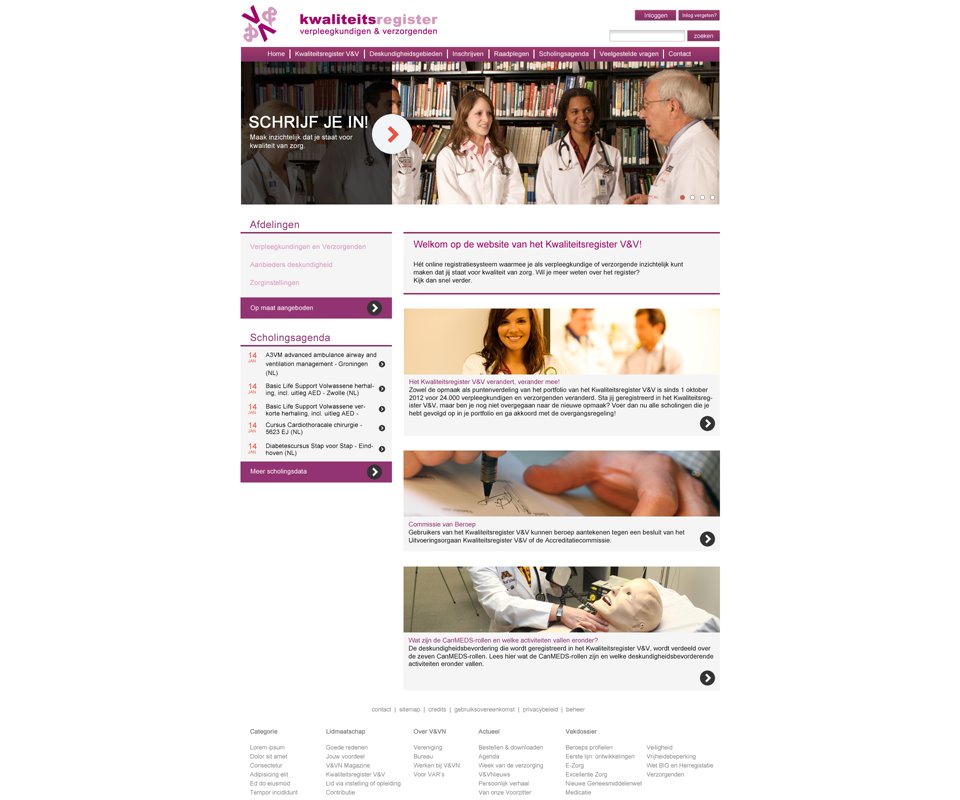 kwaliteitsregister
verpleegkundigen & verzorgenden
Inloggen
Inlog vergeten?
zoeken
Home
Kwaliteitsregister V&V
Deskundigheidsgebieden
Inschrijven
Raadplegen
Scholingsagenda
Veelgestelde vragen
Contact
SCHRIJF JE IN!
Maak inzichtelijk dat je staat voor
kwaliteit van zorg.
Afdelingen
Verpleegkundingen en Verzorgenden
Aanbieders deskundigheid
Zorginstellingen
Op maat aangeboden
Scholingsagenda
14
JAN
A3VM advanced ambulance airway and
ventilation management - Groningen
(NL)
14
JAN
Basic Life Support Volwassene herhal-
ing, incl. uitleg AED - Zwolle (NL)
14
JAN
Basic Life Support Volwassene ver-
korte herhaling, incl. uitleg AED -
14
JAN
Cursus Cardiothoracale chirurgie -
5623 EJ (NL)
14
JAN
Diabetescursus Stap voor Stap - Eind-
hoven (NL)
Meer scholingsdata
Welkom op de website van het Kwaliteitsregister V&V!
Hét online registratiesysteem waarmee je als verpleegkundige of verzorgende inzichtelijk kunt
maken dat jij staat voor kwaliteit van zorg. Wil je meer weten over het register?
Kijk dan snel verder.
Het Kwaliteitsregister V&V verandert, verander mee!
Zowel de opmaak als puntenverdeling van het portfolio van het Kwaliteitsregister V&V is sinds 1 oktober
2012 voor 24.000 verpleegkundigen en verzorgenden veranderd. Sta jij geregistreerd in het Kwaliteitsreg-
ister V&V, maar ben je nog niet overgegaan naar de nieuwe opmaak? Voer dan nu alle scholingen die je
hebt gevolgd op in je portfolio en ga akkoord met de overgangsregeling!
Commissie van Beroep
Gebruikers van het Kwaliteitsregister V&V kunnen beroep aantekenen tegen een besluit van het
Uitvoeringsorgaan Kwaliteitsregister V&V of de Accreditatiecommissie.
Wat zijn de CanMEDS-rollen en welke activiteiten vallen eronder?
De deskundigheidsbevordering die wordt geregistreerd in het Kwaliteitsregister V&V, wordt verdeeld over
de zeven CanMEDS-rollen. Lees hier wat de CanMEDS-rollen zijn en welke deskundigheidsbevorderende
activiteiten eronder vallen.
contact | sitemap | credits | gebruiksovereenkomst | privacybeleid | beheer
Categorie
Lorem ipsum
Dolor sit amet
Consectetur
Adipisicing elit
Ed do eiusmod
Tempor incididunt
Lidmaatschap
Goede redenen
Jouw voordeel
V&VN Magazine
Kwaliteitsregister V&V
Lid via instelling of opleiding
Contributie
Over V&VN
Vereniging
Bureau
Werken bij V&VN
Voor VAR's
Actueel
Bestellen & downloaden
Agenda
Week van de verzorging
V&VNieuws
Persoonlijk verhaal
Van onze Voorzitter
Vakdossier
Beroeps profielen
Eerste lijn: ontwikkelingen
E-Zorg
Excellente Zorg
Nieuwe Geneesmiddelenwet
Medicatie
Veiligheid
Vrijheidsbeperking
Wet BIG en Herregistatie
Verzorgenden